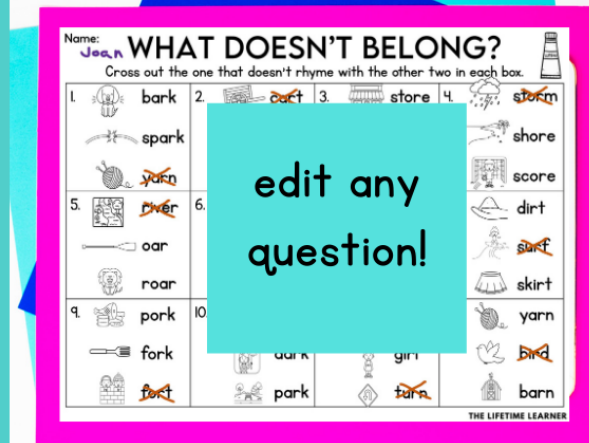 Name:
Joan
WHAT DOESN'T BELONG?
Cross out the one that doesn't rhyme with the other two in each box.
1. bark
spark
yarn
2. cart
3. store
4. storm
shore
score
5. river
oar
roar
6.
dirt
surf
skirt
9. pork
fork
fort
10.
dark
park
girl
turn
yarn
bird
barn
edit any
question!
THE LIFETIME LEARNER